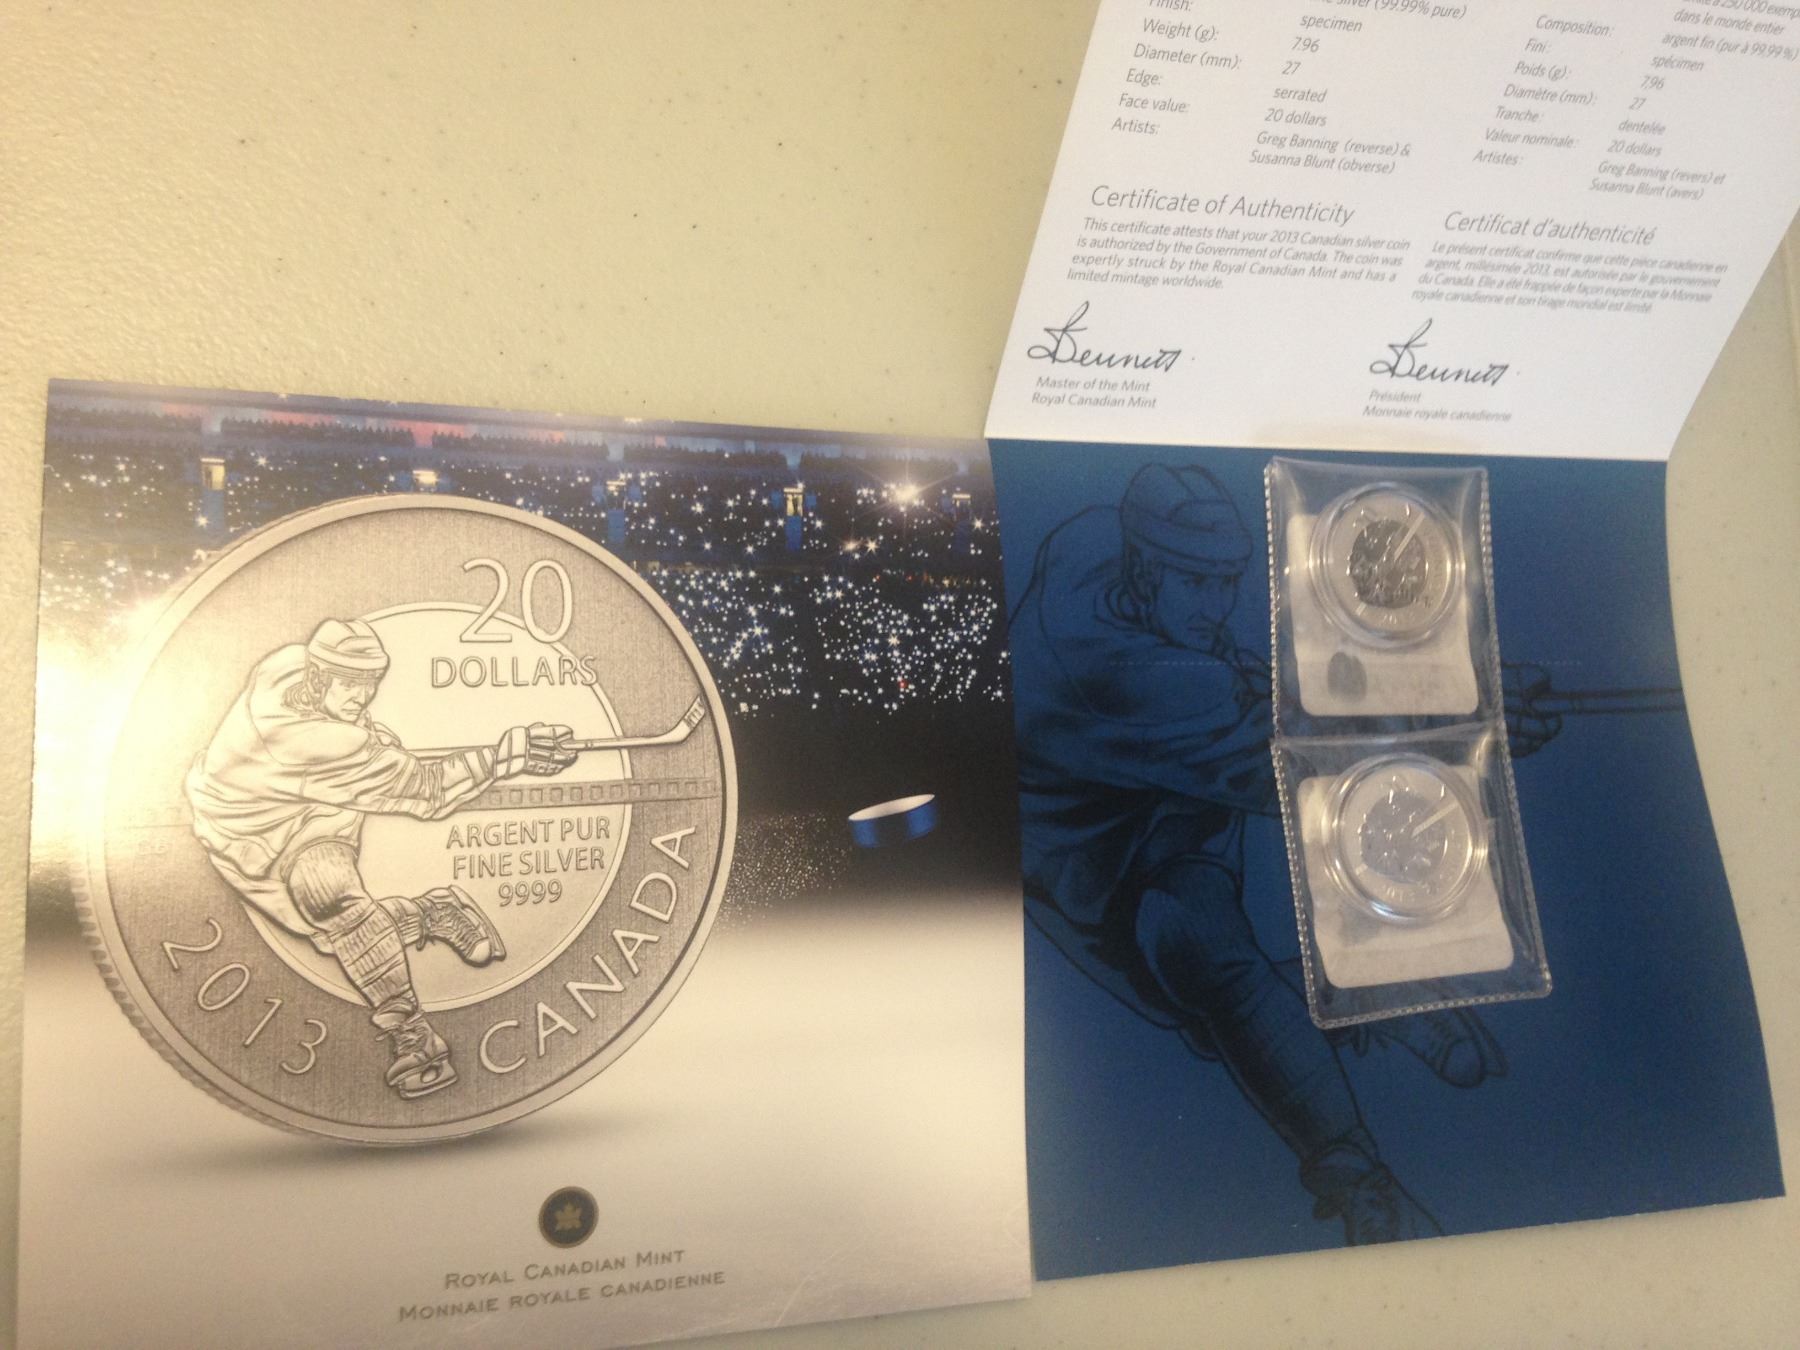 20
DOLLARS
ARGENT PUR
FINE SILVER
9999
2013
CANADA
ROYAL CANADIAN MINT
MONNAIE ROYALE CANADIENNE
Finish:
silver (99.99% pure)
specimen
Weight (g):
7.96
Diameter (mm):
27
Edge:
serrated
Face value:
20 dollars
Artists:
Greg Banning (reverse) &
Susanna Blunt (obverse)
Certificate of Authenticity
This certificate attests that your 2013 Canadian silver coin
is authorized by the Government of Canada. The coin was
expertly struck by the Royal Canadian Mint and has a
limited mintage worldwide.
Bennett
Master of the Mint
Royal Canadian Mint
à 250 000
dans le monde entier
Composition:
argent fin (pur à 99,99 %)
Fini:
spécimen
Poids (g):
7,96
Diamètre (mm):
27
Tranche:
dentelée
Valeur nominale:
20 dollars
Artistes:
Greg Banning (revers) et
Susanna Blunt (avers)
Certificat d'authenticité
Le présent certificat confirme que cette pièce canadienne en
argent, millésimée 2013, est autorisée par le gouvernement
du Canada. Elle a été frappée de façon experte par la Monnaie
royale canadienne et son tirage mondial est limité.
Bennett
Président
Monnaie royale canadienne
20